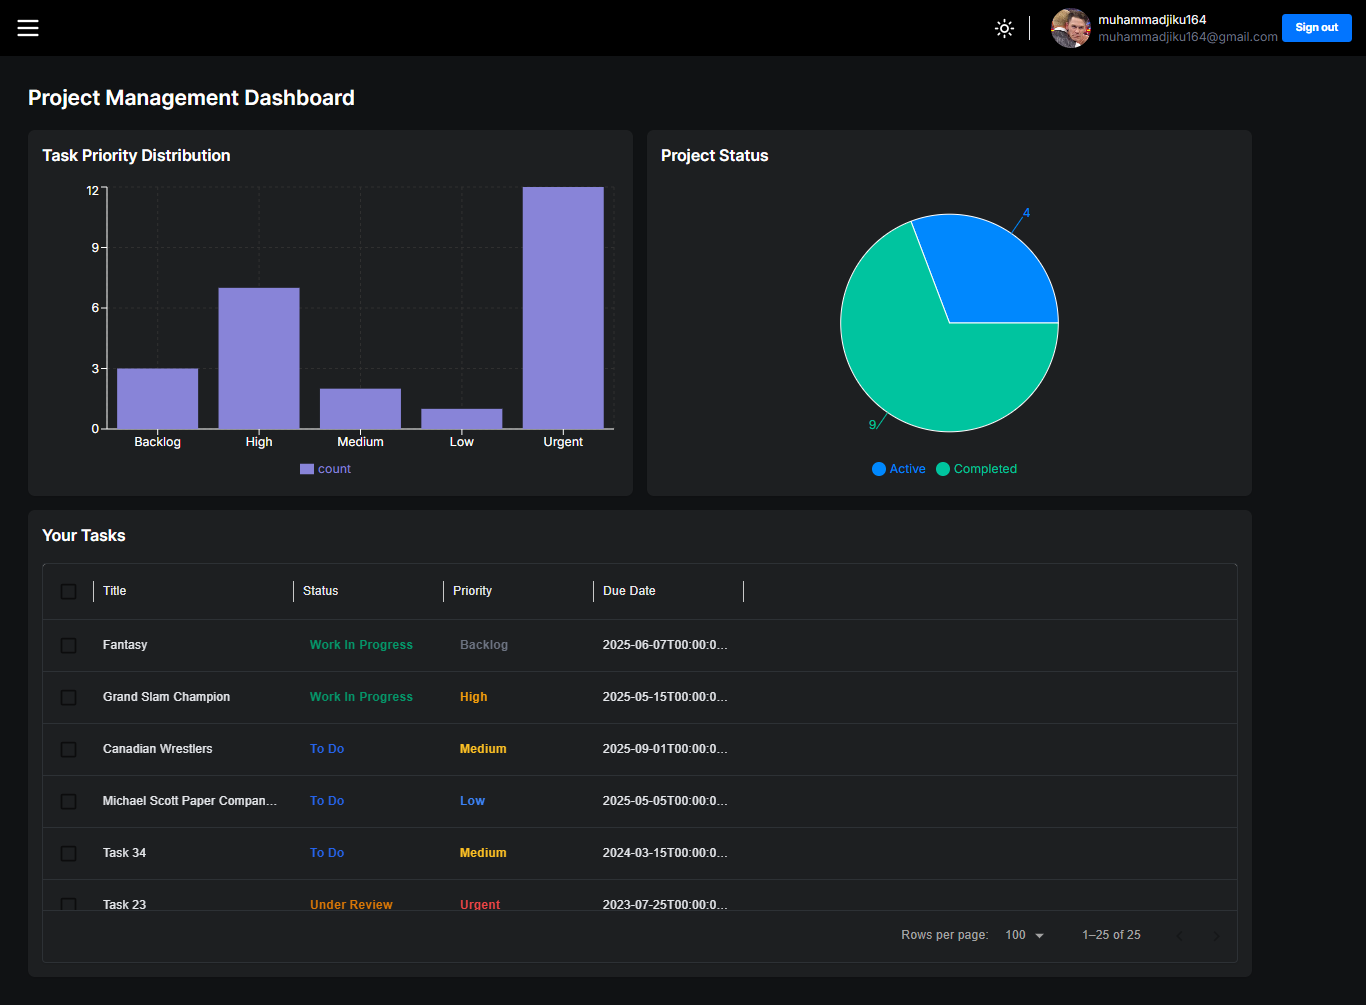 muhammadjiku164
muhammadjiku164@gmail.com
Sign out
Project Management Dashboard
Task Priority Distribution
12
9
6
3
0
Backlog High Medium Low Urgent
count
Project Status
4
9
Active Completed
Your Tasks
Title Status Priority Due Date
Fantasy Work In Progress Backlog 2025-06-07T00:00:0...
Grand Slam Champion Work In Progress High 2025-05-15T00:00:0...
Canadian Wrestlers To Do Medium 2025-09-01T00:00:0...
Michael Scott Paper Compan... To Do Low 2025-05-05T00:00:0...
Task 34 To Do Medium 2024-03-15T00:00:0...
Task 23 Under Review Urgent 2023-07-25T00:00:0...
Rows per page: 100 1–25 of 25